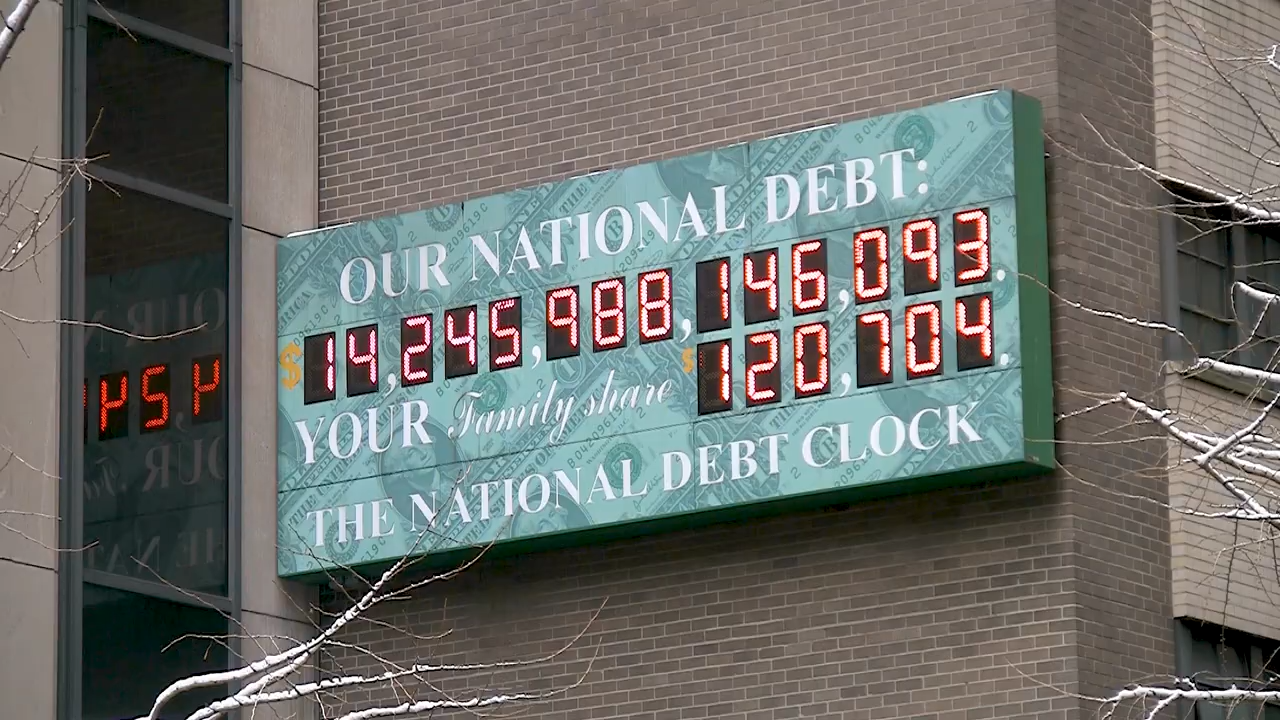 OUR NATIONAL DEBT:
$14,245,988,146,093.
YOUR Family share $120,704.
THE NATIONAL DEBT CLOCK